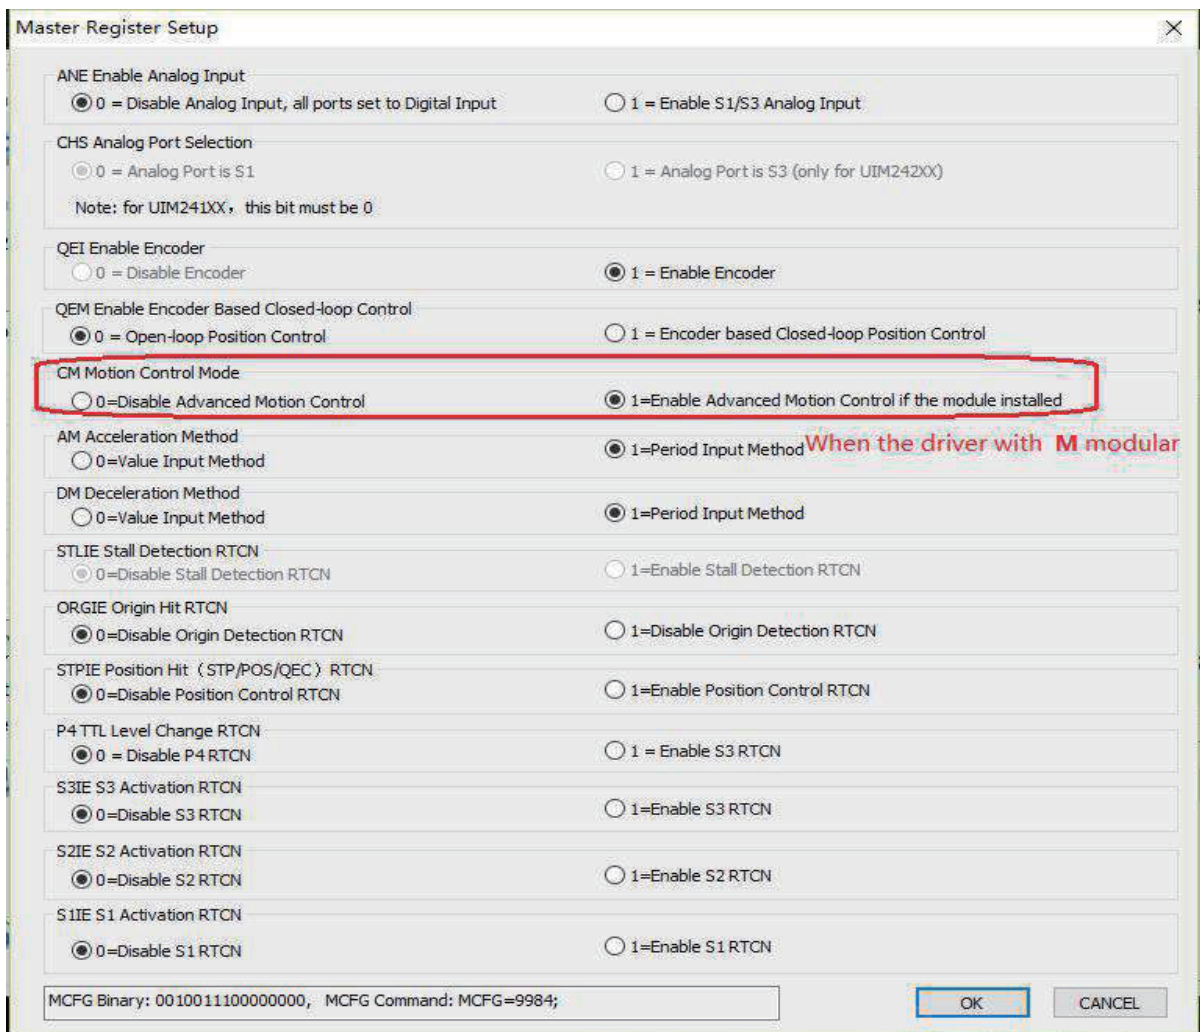 Master Register Setup
ANE Enable Analog Input
0 = Disable Analog Input, all ports set to Digital Input 1 = Enable S1/S3 Analog Input
CHS Analog Port Selection
0 = Analog Port is S1 1 = Analog Port is S3 (only for UIM242XX)
Note: for UIM241XX，this bit must be 0
QEI Enable Encoder
0 = Disable Encoder 1 = Enable Encoder
QEM Enable Encoder Based Closed-loop Control
0 = Open-loop Position Control 1 = Encoder based Closed-loop Position Control
CM Motion Control Mode
0=Disable Advanced Motion Control 1=Enable Advanced Motion Control if the module installed
AM Acceleration Method
0=Value Input Method 1=Period Input Method When the driver with M modular
DM Deceleration Method
0=Value Input Method 1=Period Input Method
STLIE Stall Detection RTCN
0=Disable Stall Detection RTCN 1=Enable Stall Detection RTCN
ORGIE Origin Hit RTCN
0=Disable Origin Detection RTCN 1=Disable Origin Detection RTCN
STPIE Position Hit（STP/POS/QEC）RTCN
0=Disable Position Control RTCN 1=Enable Position Control RTCN
P4 TTL Level Change RTCN
0 = Disable P4 RTCN 1 = Enable S3 RTCN
S3IE S3 Activation RTCN
0=Disable S3 RTCN 1=Enable S3 RTCN
S2IE S2 Activation RTCN
0=Disable S2 RTCN 1=Enable S2 RTCN
S1IE S1 Activation RTCN
0=Disable S1 RTCN 1=Enable S1 RTCN
MCFG Binary: 0010011100000000, MCFG Command: MCFG=9984; OK CANCEL